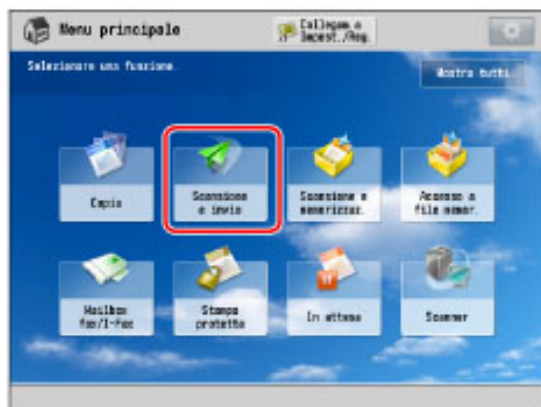 Menu principale
Collegam. a
Impost./Reg.
Selezionare una funzione.
Mostra tutti
Copia
Scansione
e invio
Scansione e
memorizzaz.
Accesso a
file memor.
Mailbox
fax/I-Fax
Stampa
protetta
In attesa
Scanner